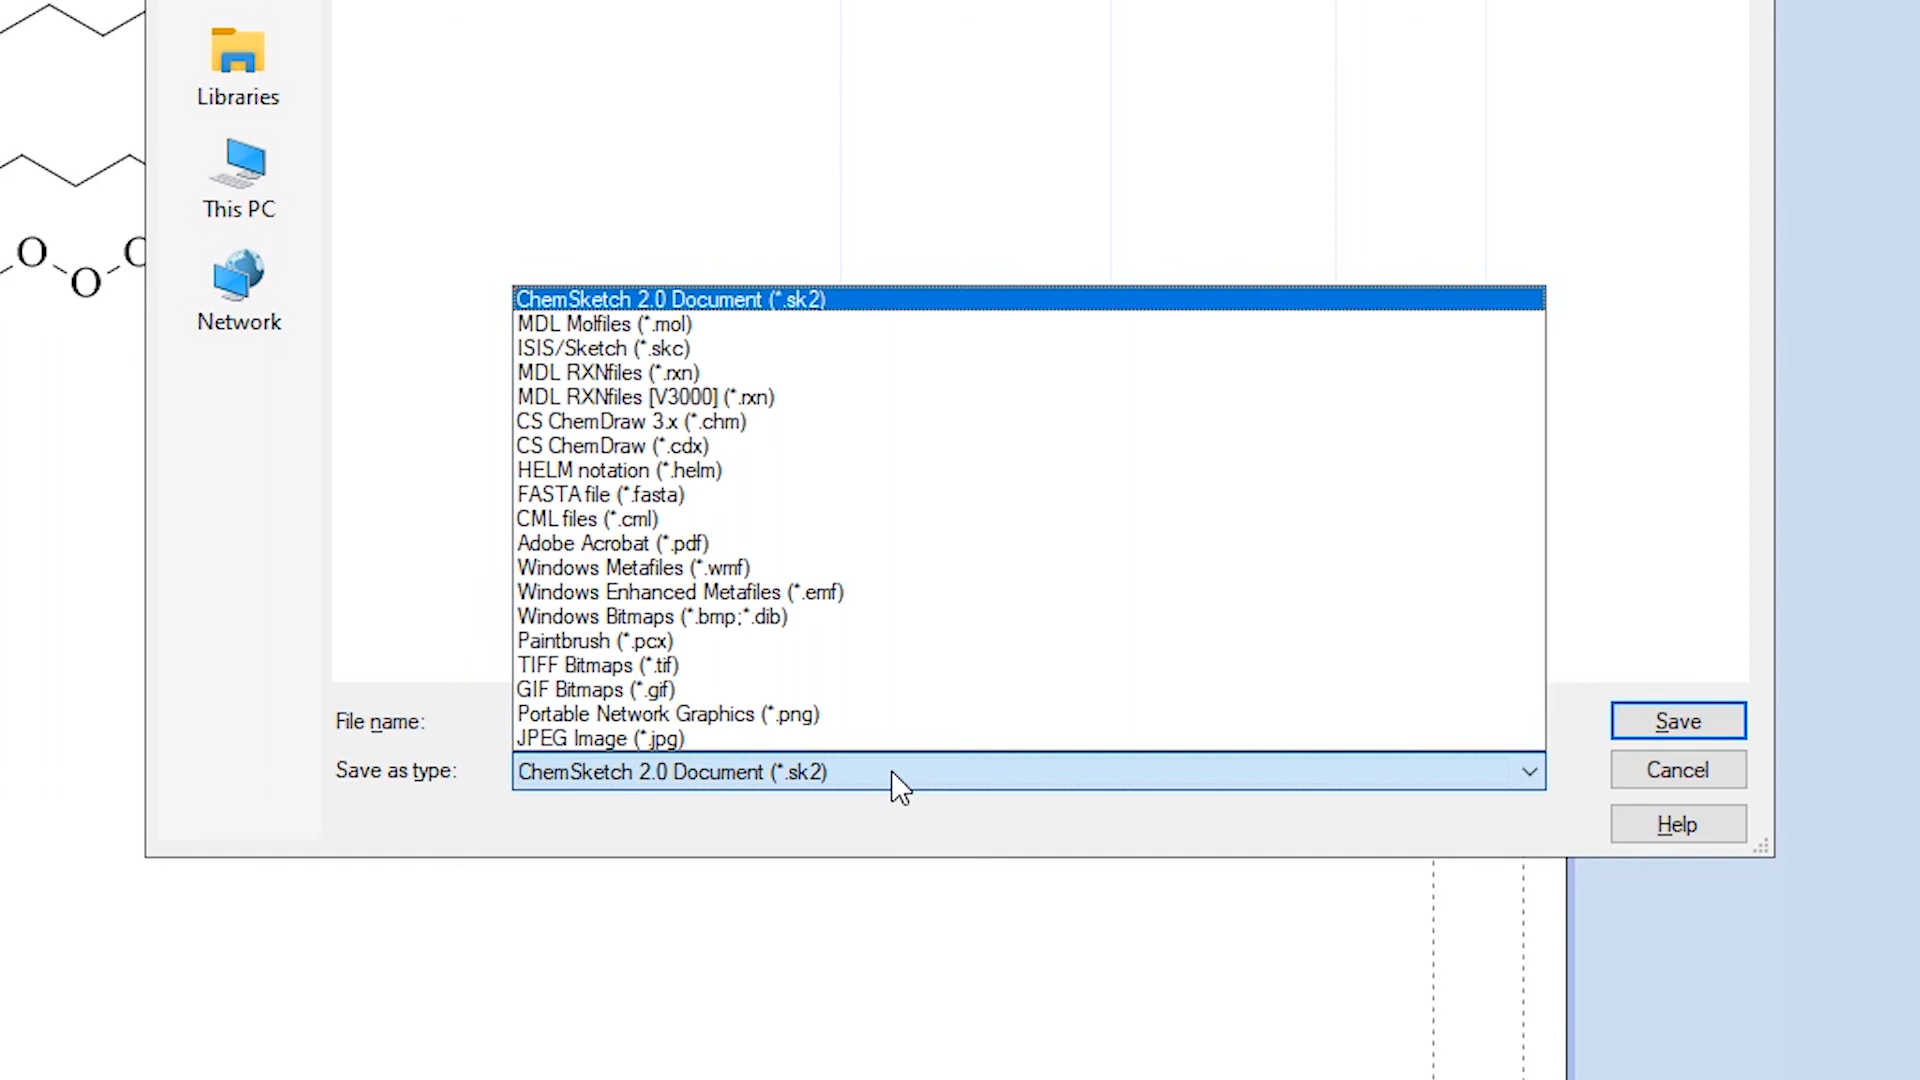 Libraries
This PC
O O O
Network
ChemSketch 2.0 Document (*.sk2)
MDL Molfiles (*.mol)
ISIS/Sketch (*.skc)
MDL RXNfiles (*.rxn)
MDL RXNfiles [V3000] (*.rxn)
CS ChemDraw 3.x (*.chm)
CS ChemDraw (*.cdx)
HELM notation (*.helm)
FASTA file (*.fasta)
CML files (*.cml)
Adobe Acrobat (*.pdf)
Windows Metafiles (*.wmf)
Windows Enhanced Metafiles (*.emf)
Windows Bitmaps (*.bmp;*.dib)
Paintbrush (*.pcx)
TIFF Bitmaps (*.tif)
GIF Bitmaps (*.gif)
Portable Network Graphics (*.png)
JPEG Image (*.jpg)
File name:
Save
Save as type:
ChemSketch 2.0 Document (*.sk2)
Cancel
Help